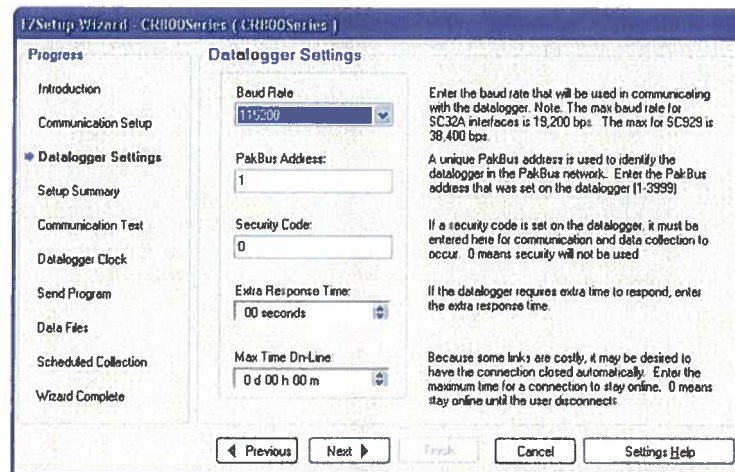 EZSetup Wizard - CR800Series ( CR800Series )
Progress
Introduction
Communication Setup
Datalogger Settings
Setup Summary
Communication Test
Datalogger Clock
Send Program
Data Files
Scheduled Collection
Wizard Complete
Datalogger Settings
Baud Rate
115200
Enter the baud rate that will be used in communicating
with the datalogger. Note. The max baud rate for
SC32A interfaces is 19,200 bps. The max for SC929 is
38,400 bps.
PakBus Address:
1
A unique PakBus address is used to identify the
datalogger in the PakBus network. Enter the PakBus
address that was set on the datalogger (1-3999)
Security Code:
0
If a security code is set on the datalogger, it must be
entered here for communication and data collection to
occur. 0 means security will not be used
Extra Response Time:
00 seconds
If the datalogger requires extra time to respond, enter
the extra response time.
Max Time On-Line:
0 d 00 h 00 m
Because some links are costly, it may be desired to
have the connection closed automatically. Enter the
maximum time for a connection to stay online. 0 means
stay online until the user disconnects.
Previous
Next
Finish
Cancel
Settings Help